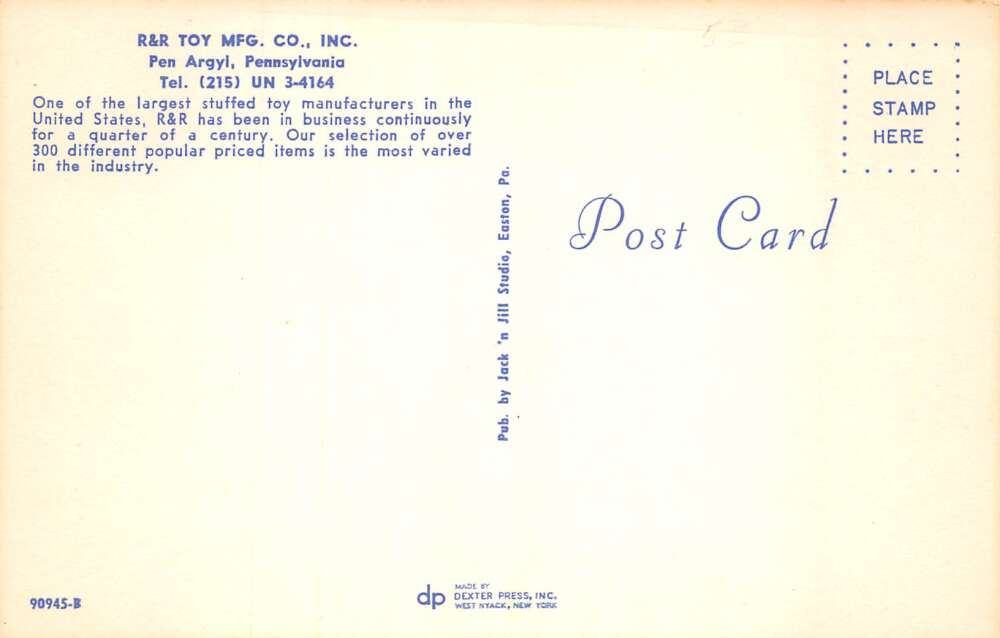 R&R TOY MFG. CO., INC.
Pen Argyl, Pennsylvania
Tel. (215) UN 3-4164
One of the largest stuffed toy manufacturers in the
United States, R&R has been in business continuously
for a quarter of a century. Our selection of over
300 different popular priced items is the most varied
in the industry.
Pub. by Jack 'n Jill Studio, Easton, Pa.
PLACE
STAMP
HERE
Post Card
90945-B
dp
MADE BY
DEXTER PRESS, INC.
WEST NYACK, NEW YORK